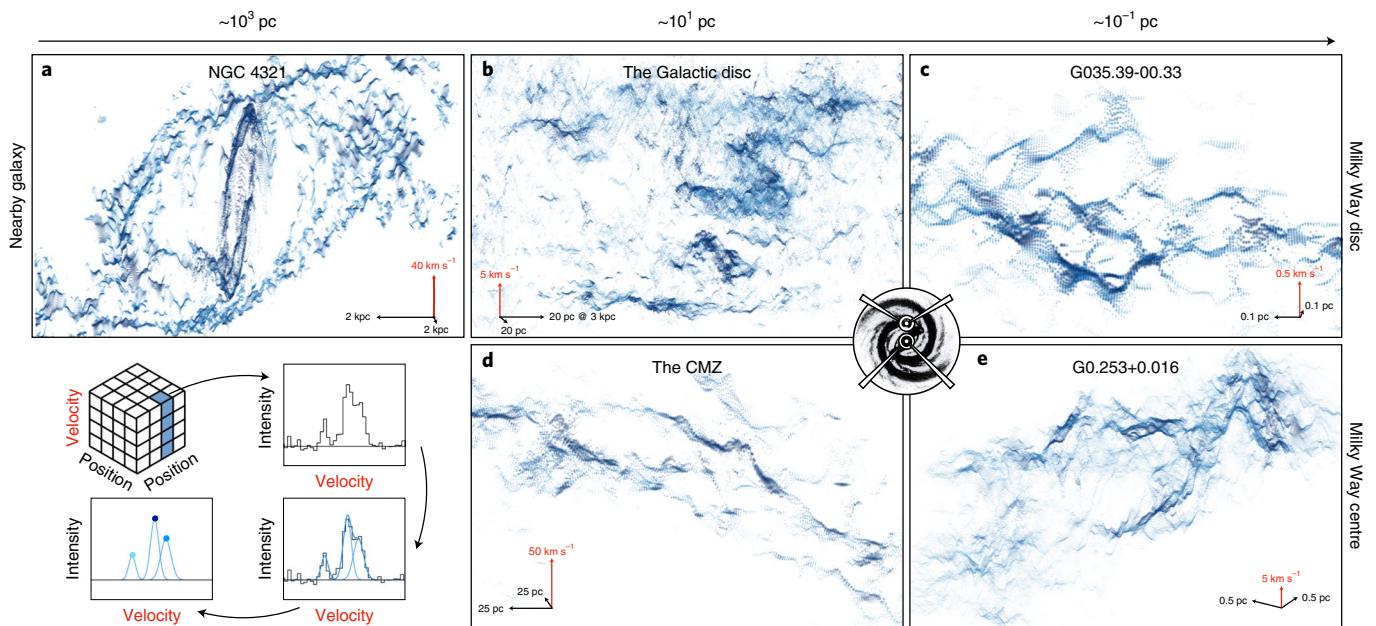 ~10³ pc
~10¹ pc
~10⁻¹ pc
a
NGC 4321
Nearby galaxy
40 km s⁻¹
2 kpc
2 kpc
b
The Galactic disc
5 km s⁻¹
20 pc @ 3 kpc
20 pc
c
G035.39-00.33
Milky Way disc
0.5 km s⁻¹
0.1 pc
0.1 pc
Velocity
Position
Position
Intensity
Velocity
Intensity
Velocity
Intensity
Velocity
d
The CMZ
50 km s⁻¹
25 pc
25 pc
e
G0.253+0.016
Milky Way centre
5 km s⁻¹
0.5 pc
0.5 pc